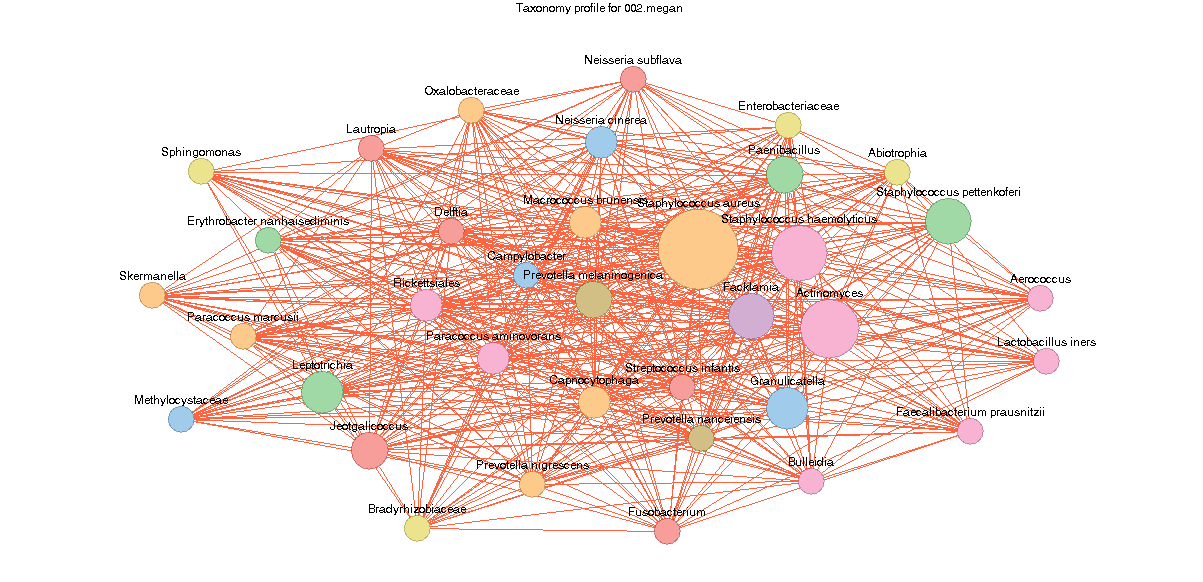 Taxonomy profile for 002.megan
Neisseria subflava
Oxalobacteraceae
Enterobacteriaceae
Neisseria cinerea
Lautropia
Paenibacillus
Sphingomonas
Abiotrophia
Staphylococcus pettenkoferi
Macrococcus brunensis
Staphylococcus aureus
Delftia
Staphylococcus haemolyticus
Erythrobacter nanhaisediminis
Campylobacter
Prevotella melaninogenica
Skermanella
Rickettsiales
Facklamia
Aerococcus
Actinomyces
Paracoccus marcusii
Paracoccus aminovorans
Lactobacillus iners
Leptotrichia
Streptococcus infantis
Capnocytophaga
Granulicatella
Methylocystaceae
Faecalibacterium prausnitzii
Prevotella nanceiensis
Jeotgalicoccus
Prevotella nigrescens
Bulleidia
Bradyrhizobiaceae
Fusobacterium